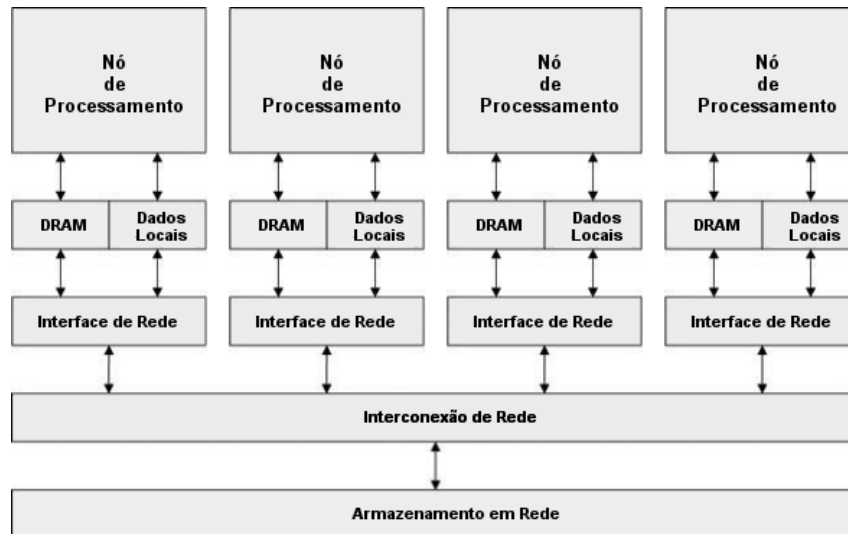 Nó
de
Processamento
Nó
de
Processamento
Nó
de
Processamento
Nó
de
Processamento
DRAM
Dados
Locais
DRAM
Dados
Locais
DRAM
Dados
Locais
DRAM
Dados
Locais
Interface de Rede
Interface de Rede
Interface de Rede
Interface de Rede
Interconexão de Rede
Armazenamento em Rede